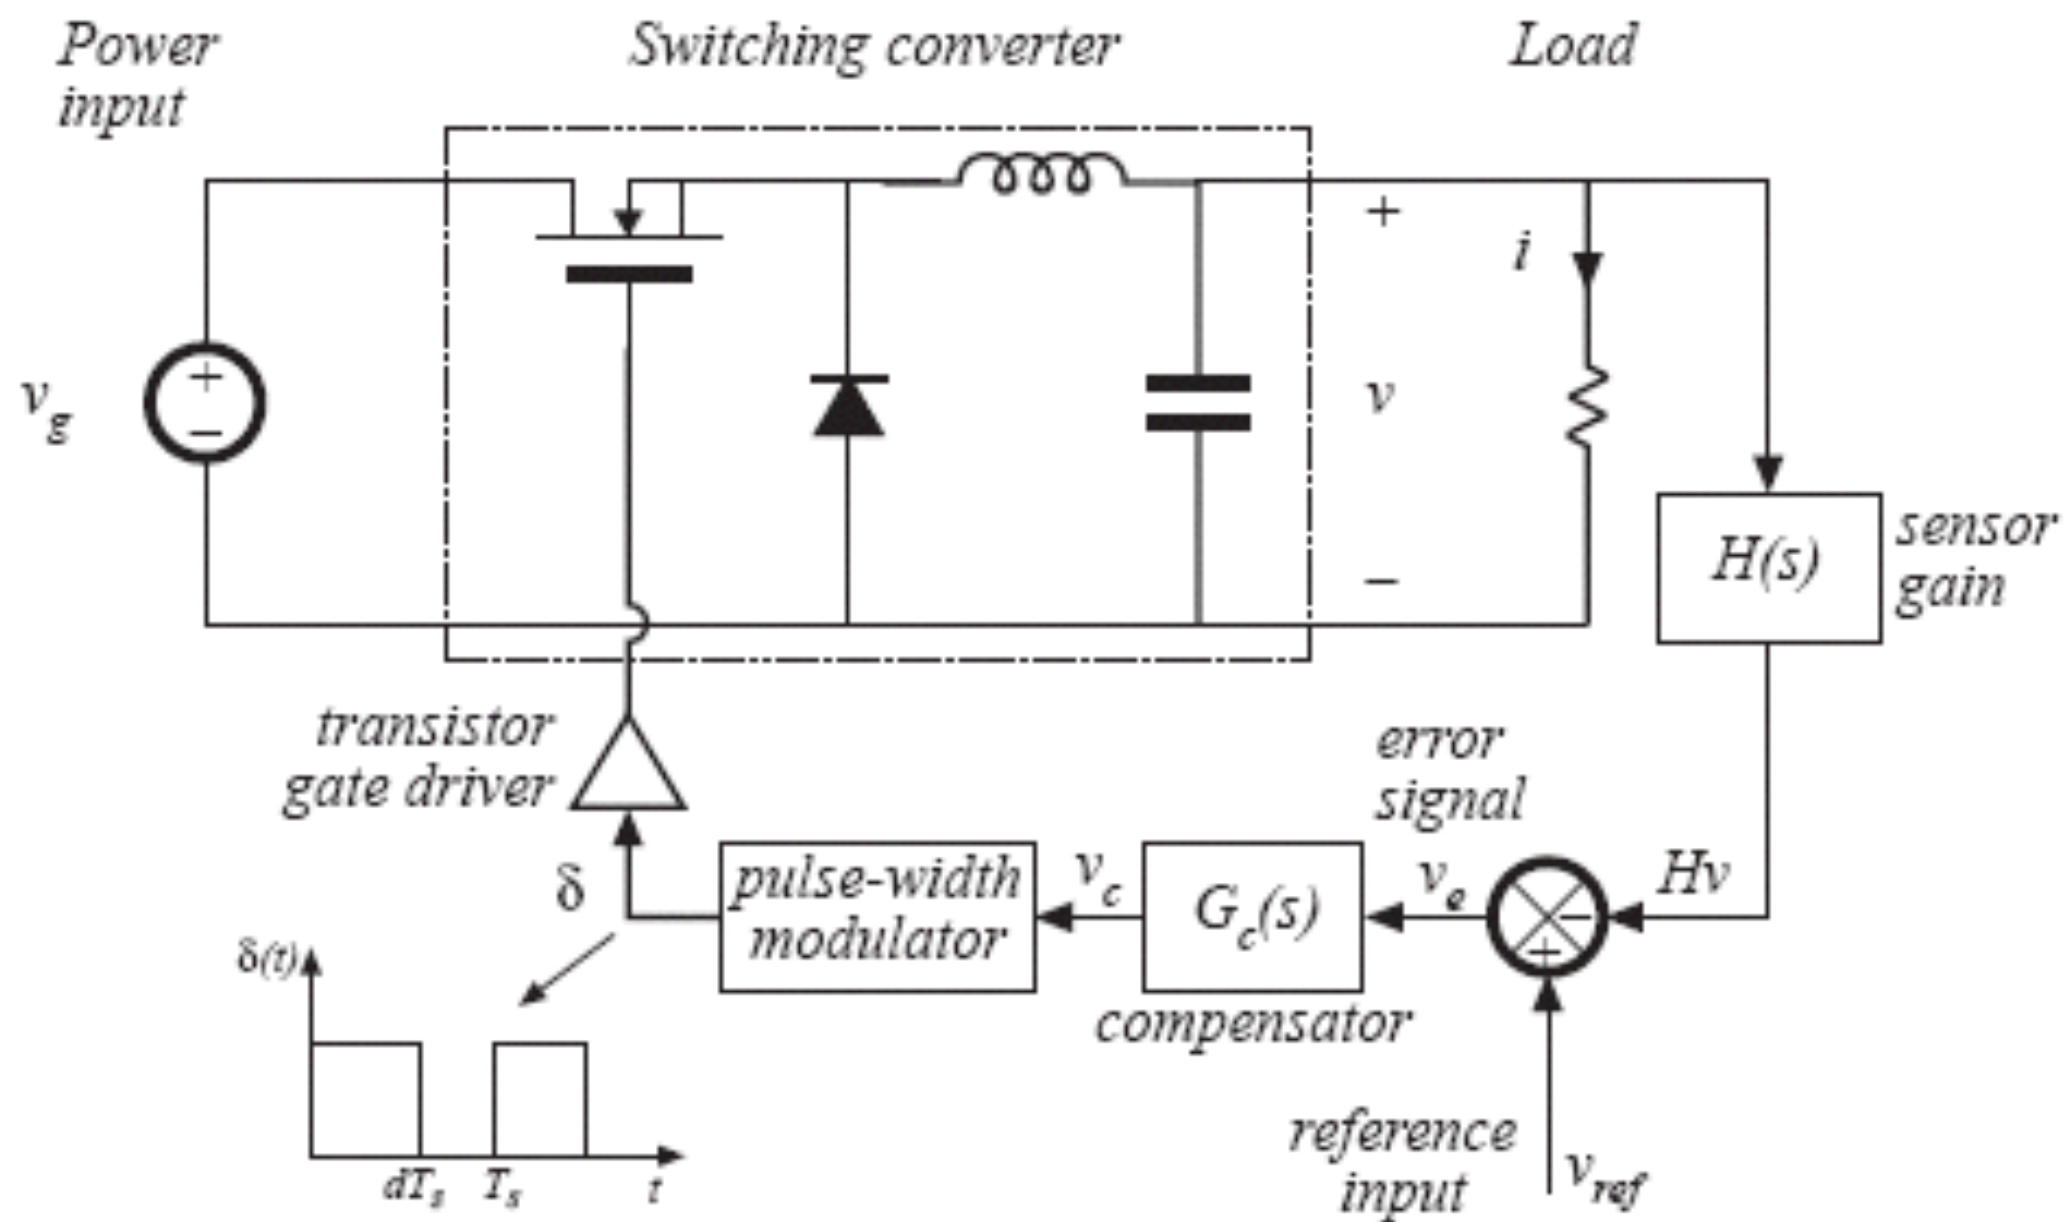 Power
input
Switching converter
Load
+
i
v
g
+
−
v
−
H(s)
sensor
gain
transistor
gate driver
error
signal
δ
pulse-width
modulator
v
c
G
c
(s)
v
e
−
+
Hv
compensator
δ(t)
dT
s
T
s
t
reference
input
v
ref